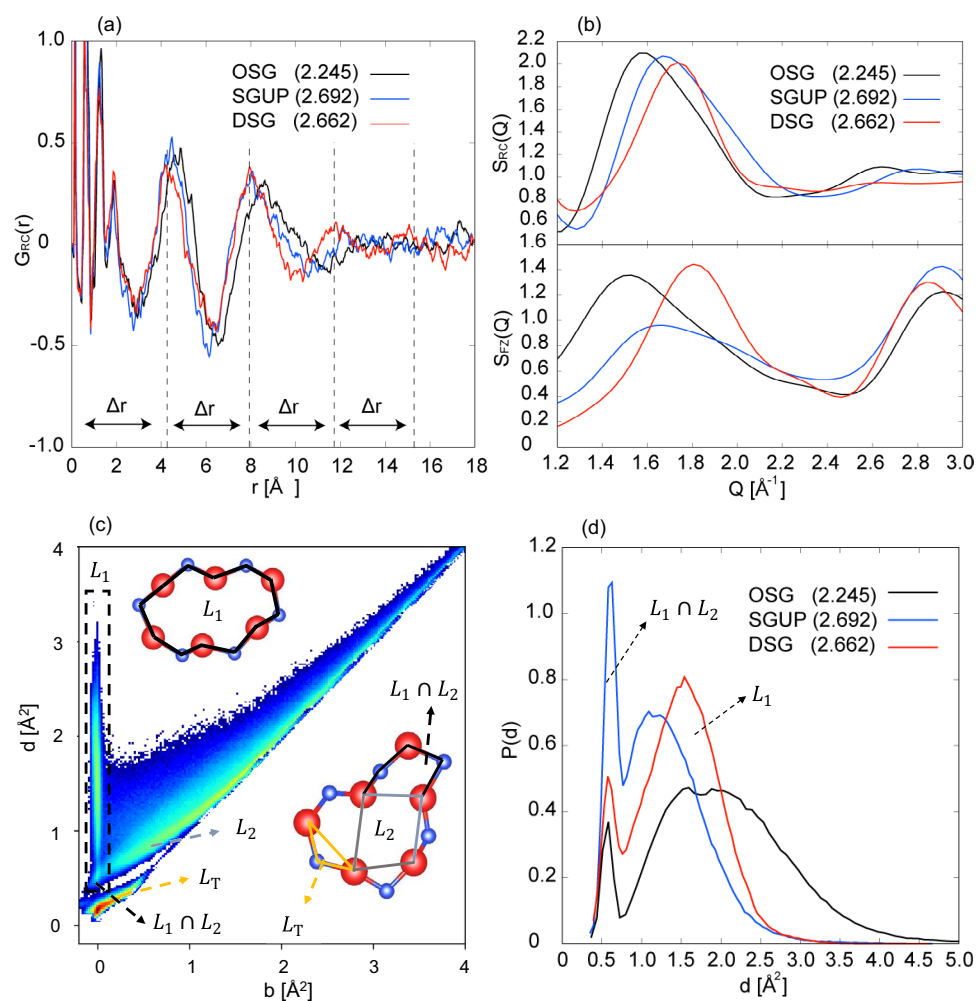 (a)
1.0
0.5
0
-0.5
-1.0
G_RC(r)
OSG (2.245)
SGUP (2.692)
DSG (2.662)
Δr
Δr
Δr
Δr
0 2 4 6 8 10 12 14 16 18
r [Å ]
(b)
2.2
2.0
1.8
1.6
1.4
1.2
1.0
0.8
1.6
S_RC(Q)
OSG (2.245)
SGUP (2.692)
DSG (2.662)
1.4
1.2
1.0
0.8
0.6
0.4
0.2
0
S_FZ(Q)
1.2 1.4 1.6 1.8 2.0 2.2 2.4 2.6 2.8 3.0
Q [Å⁻¹]
(c)
4
3
2
1
0
d [Å²]
L₁
L₁
L₁ ∩ L₂
L₂
L₂
L_T
L_T
L₁ ∩ L₂
0 1 2 3 4
b [Å²]
(d)
1.2
1.0
0.8
0.6
0.4
0.2
0
P(d)
OSG (2.245)
SGUP (2.692)
DSG (2.662)
L₁ ∩ L₂
L₁
0 0.5 1.0 1.5 2.0 2.5 3.0 3.5 4.0 4.5 5.0
d [Å²]